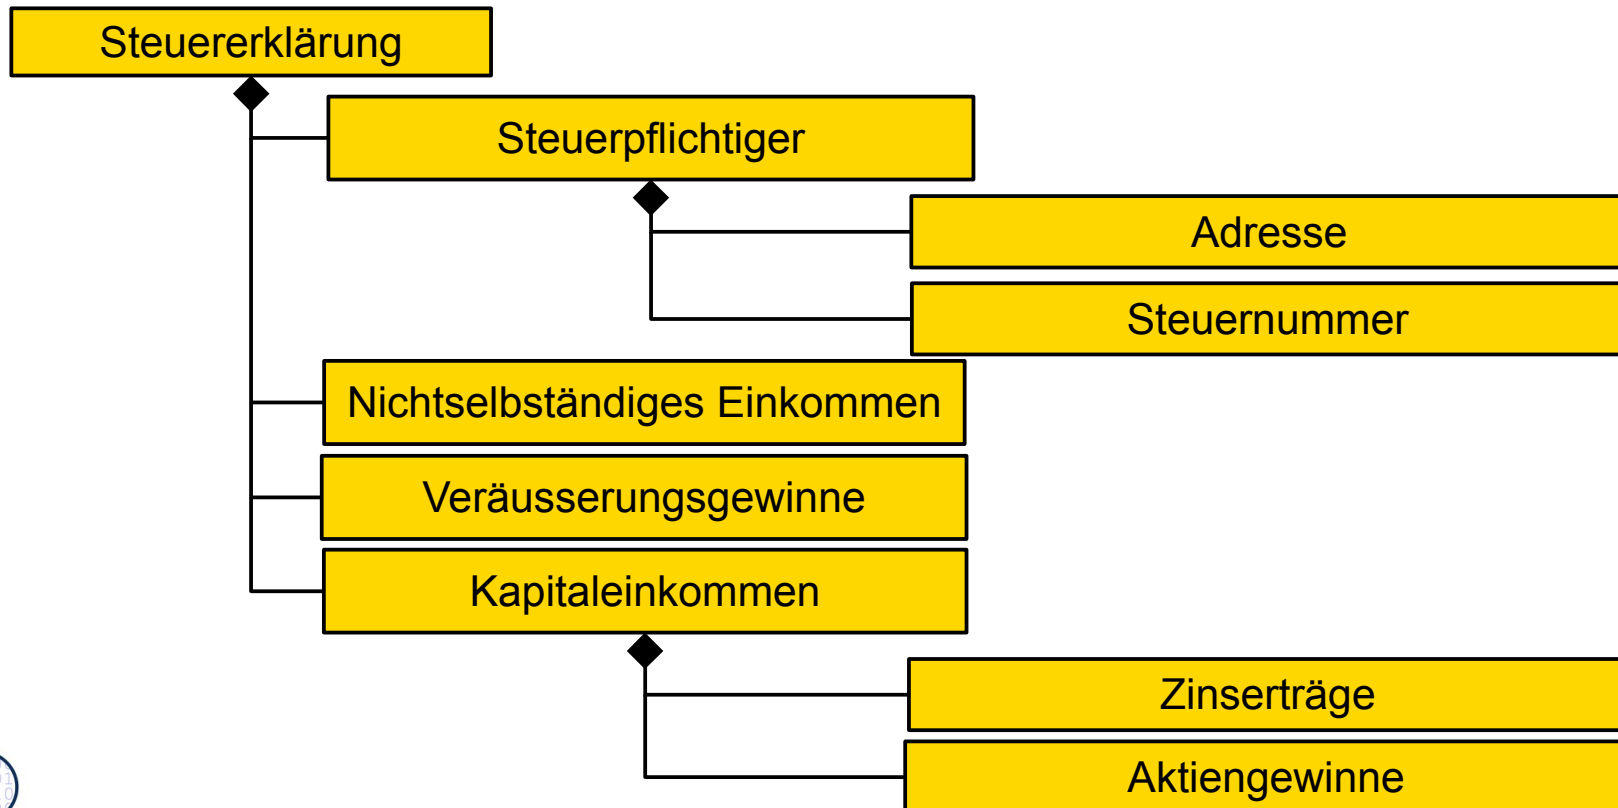 Steuererklärung
Steuerpflichtiger
Adresse
Steuernummer
Nichtselbständiges Einkommen
Veräusserungsgewinne
Kapitaleinkommen
Zinserträge
Aktiengewinne